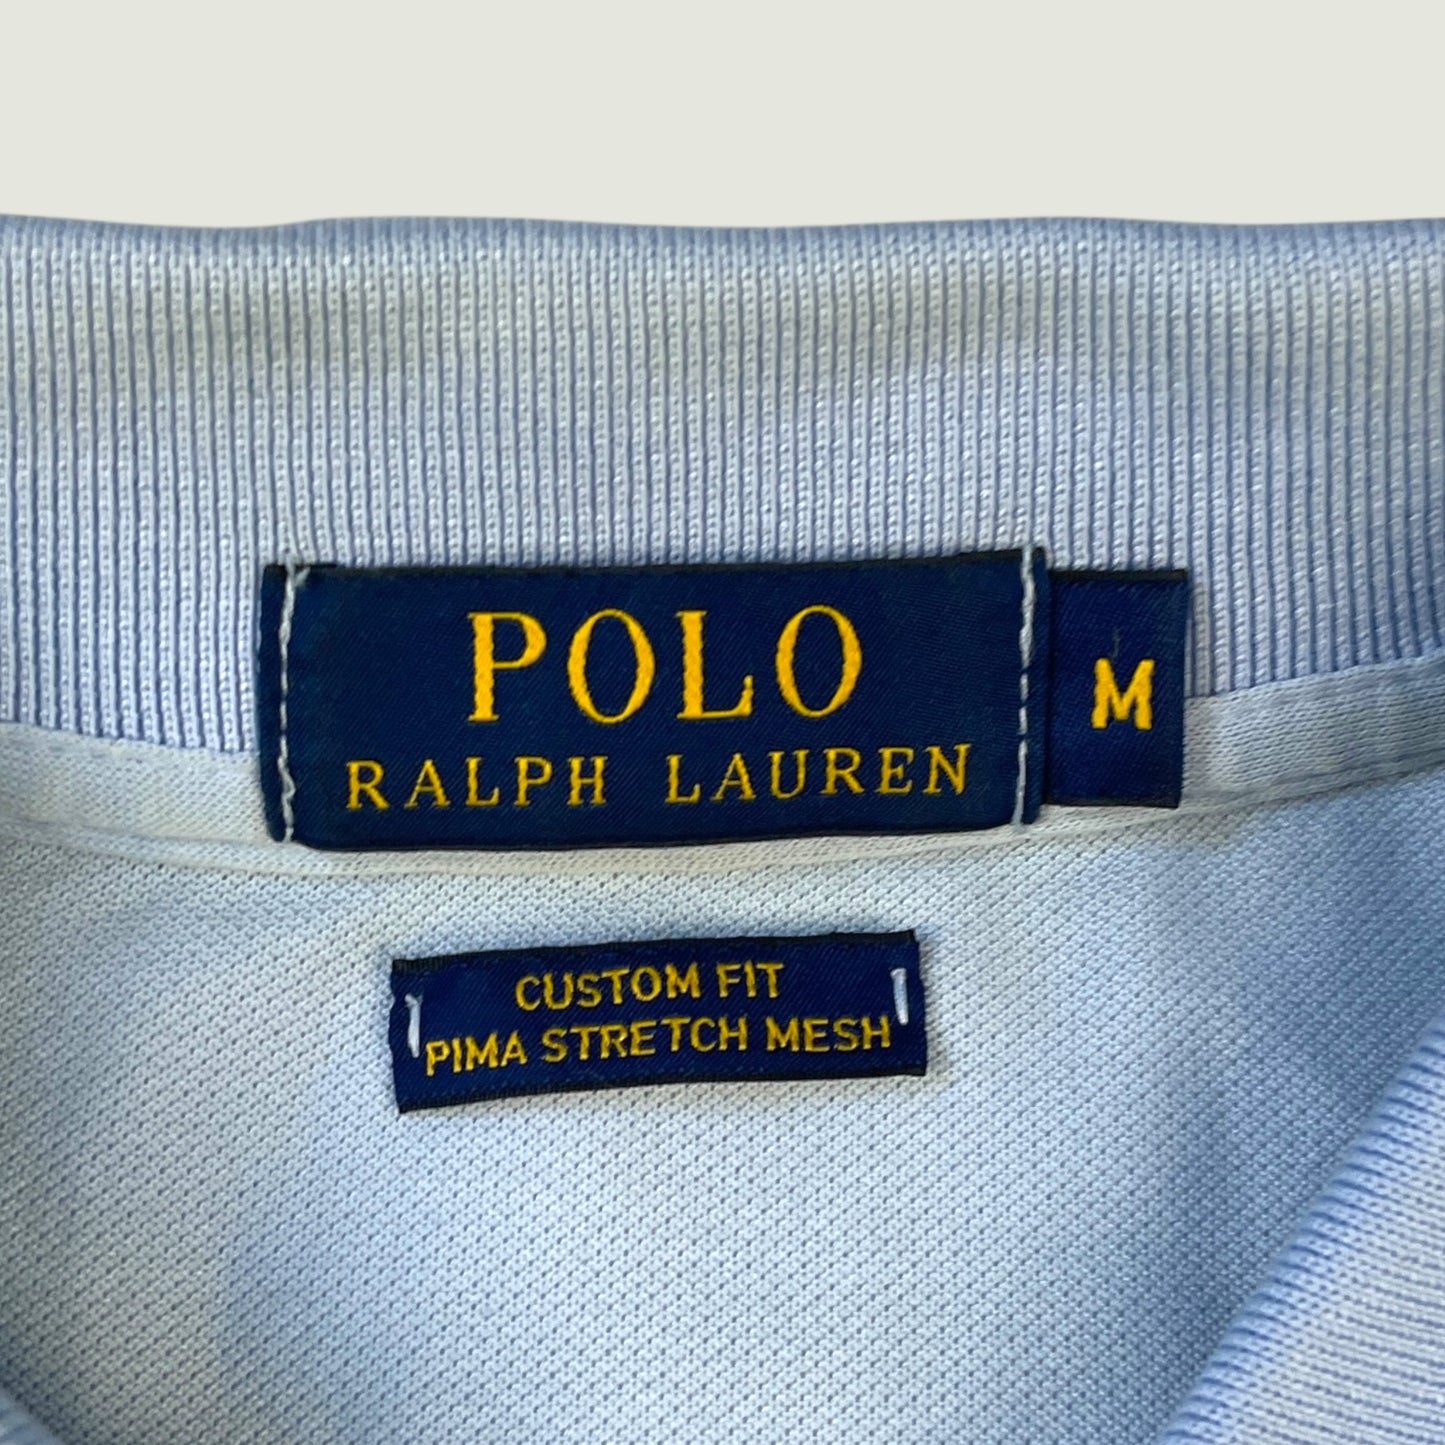 POLO
RALPH LAUREN
M
CUSTOM FIT
PIMA STRETCH MESH